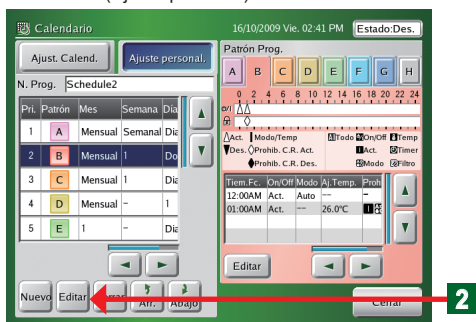 Calendario
16/10/2009 Vie. 02:41 PM
Estado:Des.
Ajust. Calend.
Ajuste personal.
N. Prog. Schedule2
Pri. Patrón Mes Semana Día
1 A Mensual Semanal Dia
2 B Mensual 1 Do
3 C Mensual 1 Dia
4 D Mensual – 1
5 E 1 – Dia
Nuevo Editar Arr. Abajo
Patrón Prog.
A B C D E F G H
0 2 4 6 8 10 12 14 16 18 20 22 24
Act. Modo/Temp Todo On/Off Temp
Des. Prohib. C.R. Act. Act. Timer
Prohib. C.R. Des. Modo Filtro
Tiem.Fc. On/Off Modo Aj.Temp. Proh
12:00AM Act. Auto -- –
01:00AM Act. -- 26.0°C
Editar
Cerrar
2